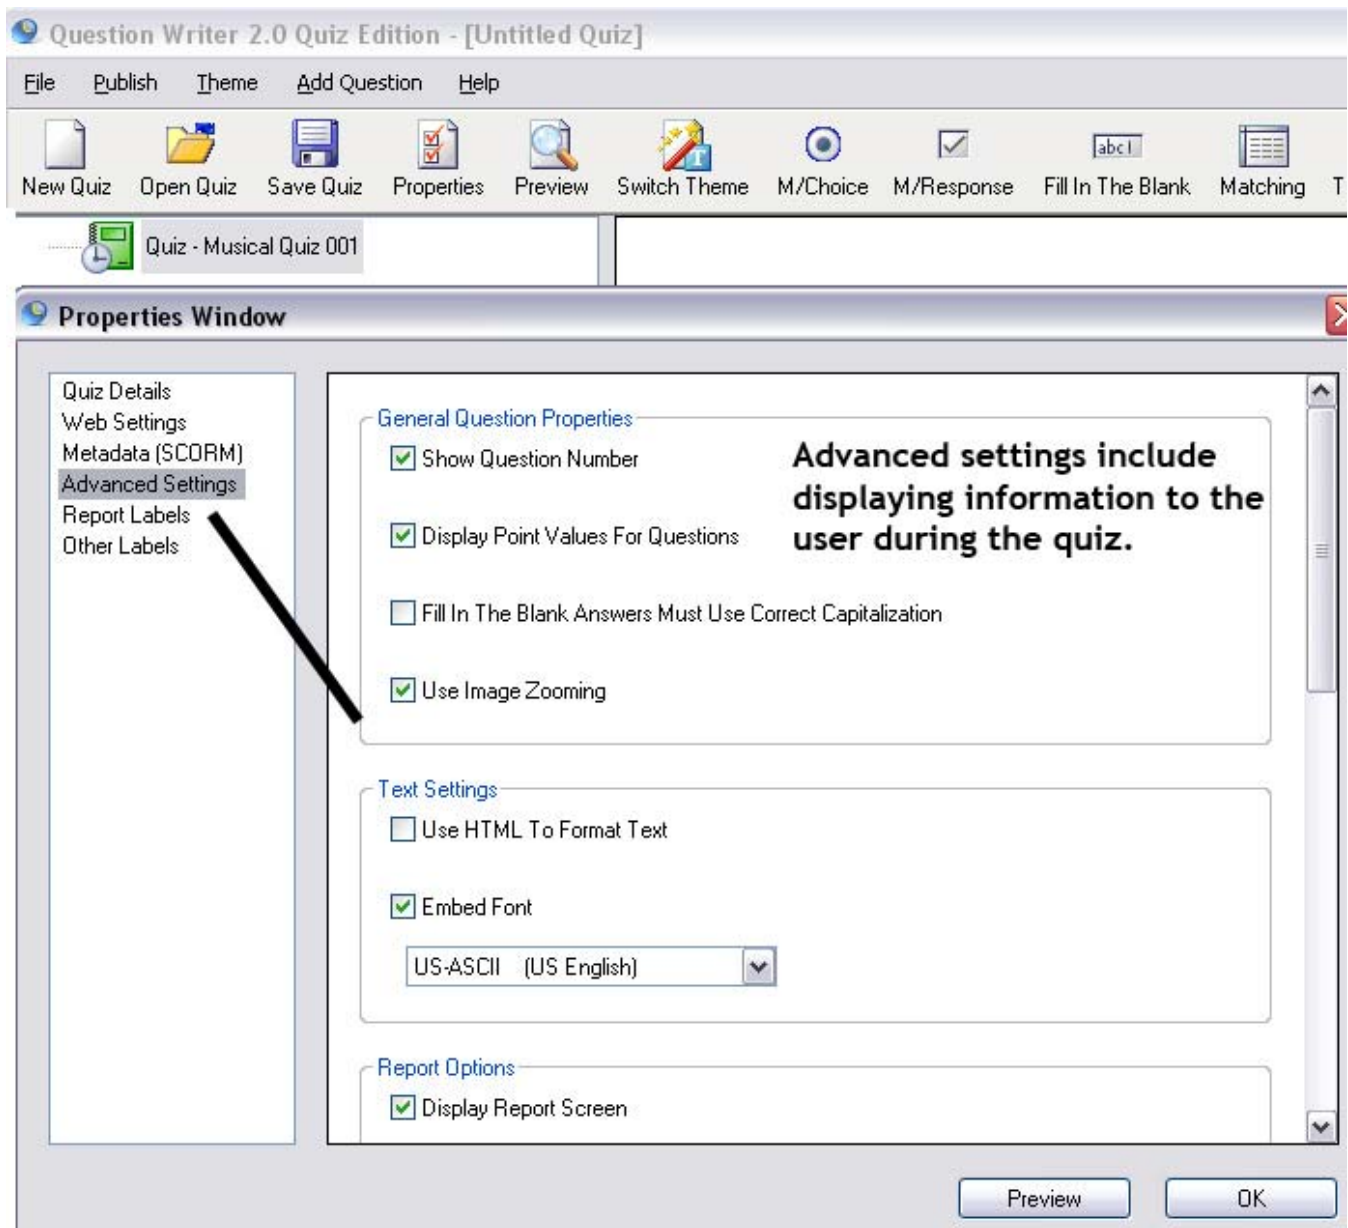 Question Writer 2.0 Quiz Edition - [Untitled Quiz]
File Publish Theme Add Question Help
New Quiz Open Quiz Save Quiz Properties Preview Switch Theme M/Choice M/Response Fill In The Blank Matching T
abc I
T
Quiz - Musical Quiz 001
Properties Window
Quiz Details
Web Settings
Metadata (SCORM)
Advanced Settings
Report Labels
Other Labels
General Question Properties
Show Question Number
Display Point Values For Questions
Fill In The Blank Answers Must Use Correct Capitalization
Use Image Zooming
Advanced settings include
displaying information to the
user during the quiz.
Text Settings
Use HTML To Format Text
Embed Font
US-ASCII (US English)
Report Options
Display Report Screen
Preview OK